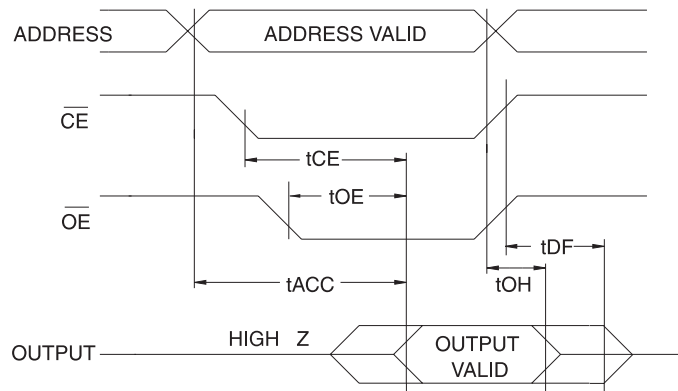 ADDRESS
ADDRESS VALID
CE
tCE
OE
tOE
tDF
tACC
tOH
HIGH Z
OUTPUT
OUTPUT
VALID